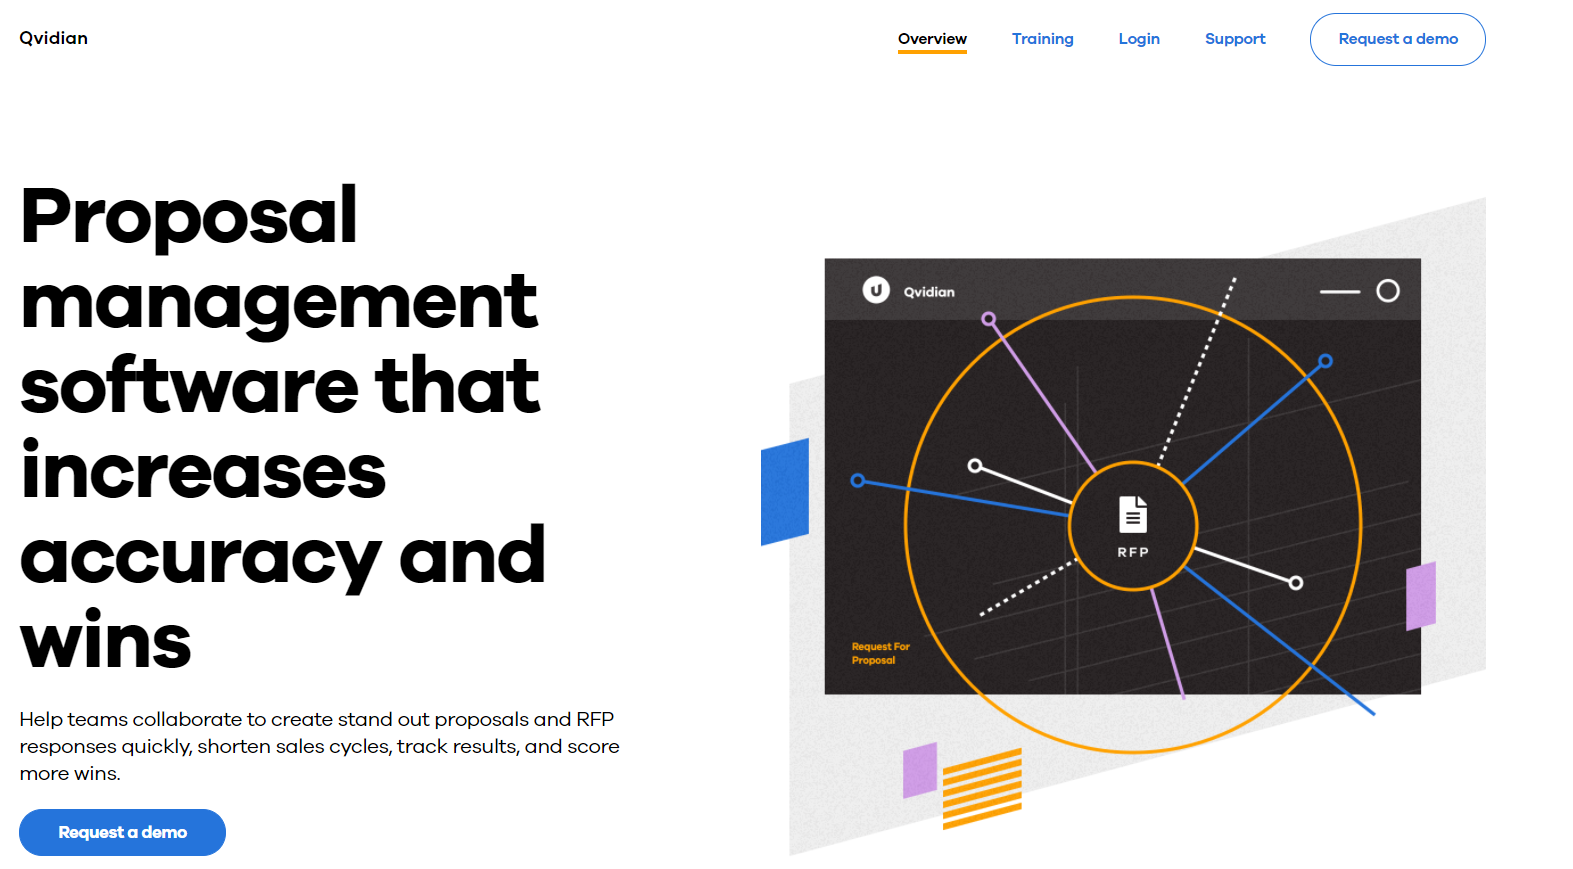 Qvidian
Overview
Training
Login
Support
Request a demo
Proposal
management
software that
increases
accuracy and
wins
Help teams collaborate to create stand out proposals and RFP
responses quickly, shorten sales cycles, track results, and score
more wins.
Request a demo
Qvidian
RFP
Request For
Proposal